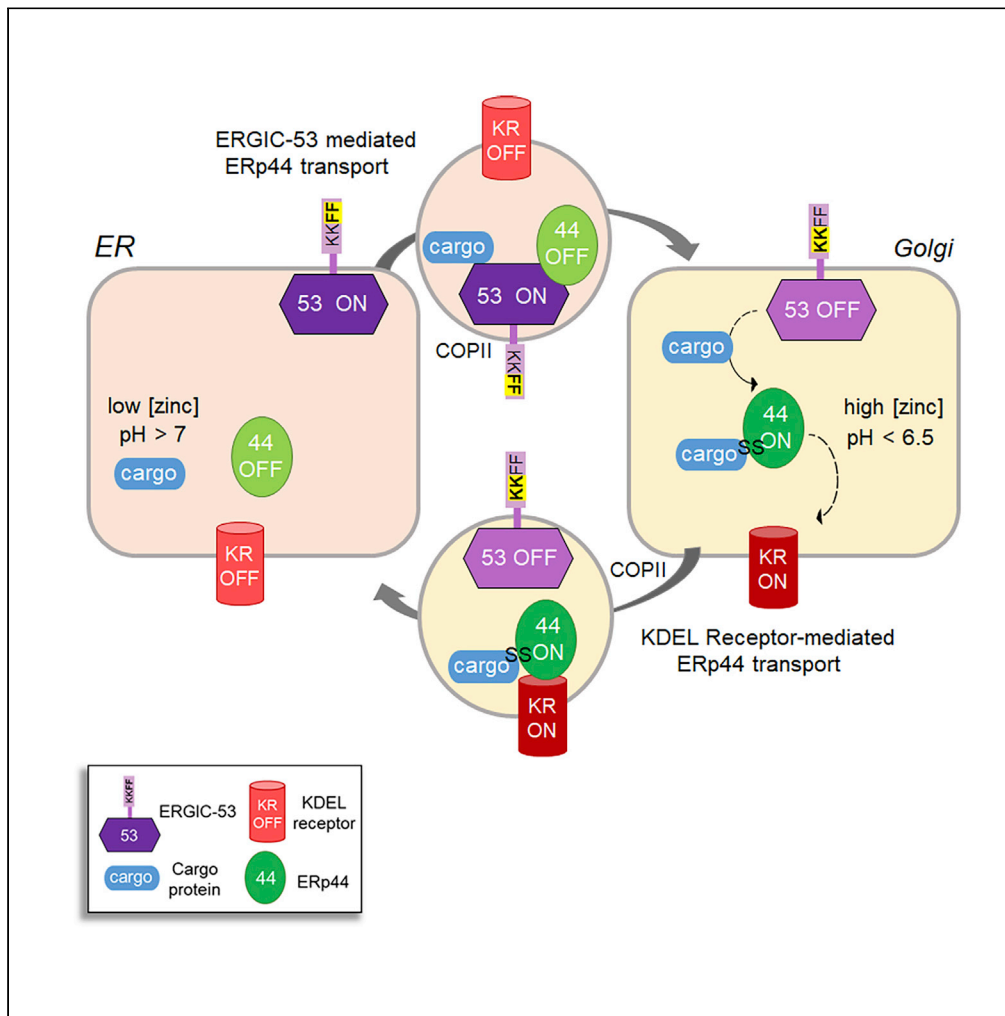 KR
OFF
ERGIC-53 mediated
ERp44 transport
KKFF
ER
53 ON
cargo
44
OFF
53 ON
COPII
KKFF
KKFF
Golgi
53 OFF
cargo
44
ON
cargo
SS
high [zinc]
pH < 6.5
low [zinc]
pH > 7
cargo
44
OFF
KR
OFF
KKFF
53 OFF
COPII
44
ON
cargo
SS
KR
ON
KR
ON
KDEL Receptor-mediated
ERp44 transport
KKFF
53
ERGIC-53
KR
OFF
KDEL
receptor
cargo
Cargo
protein
44
ERp44